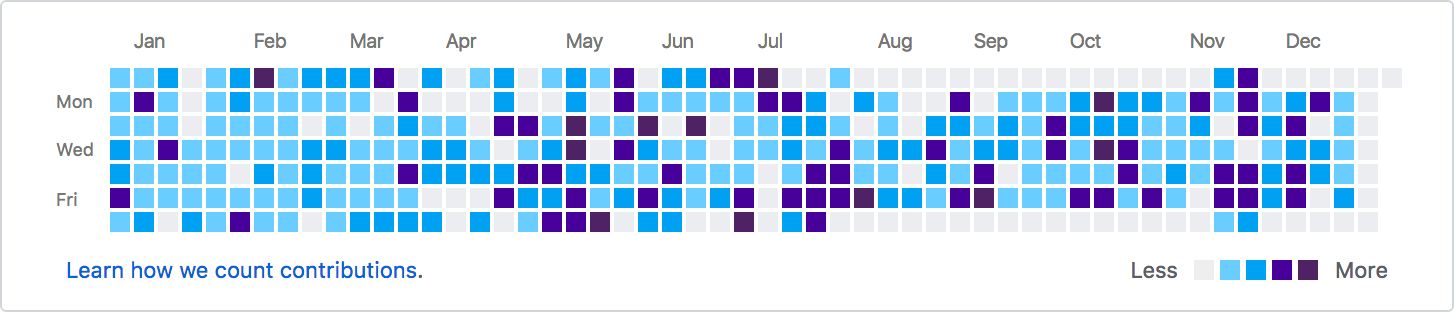 Jan Feb Mar Apr May Jun Jul Aug Sep Oct Nov Dec
Mon
Wed
Fri
Learn how we count contributions. Less More